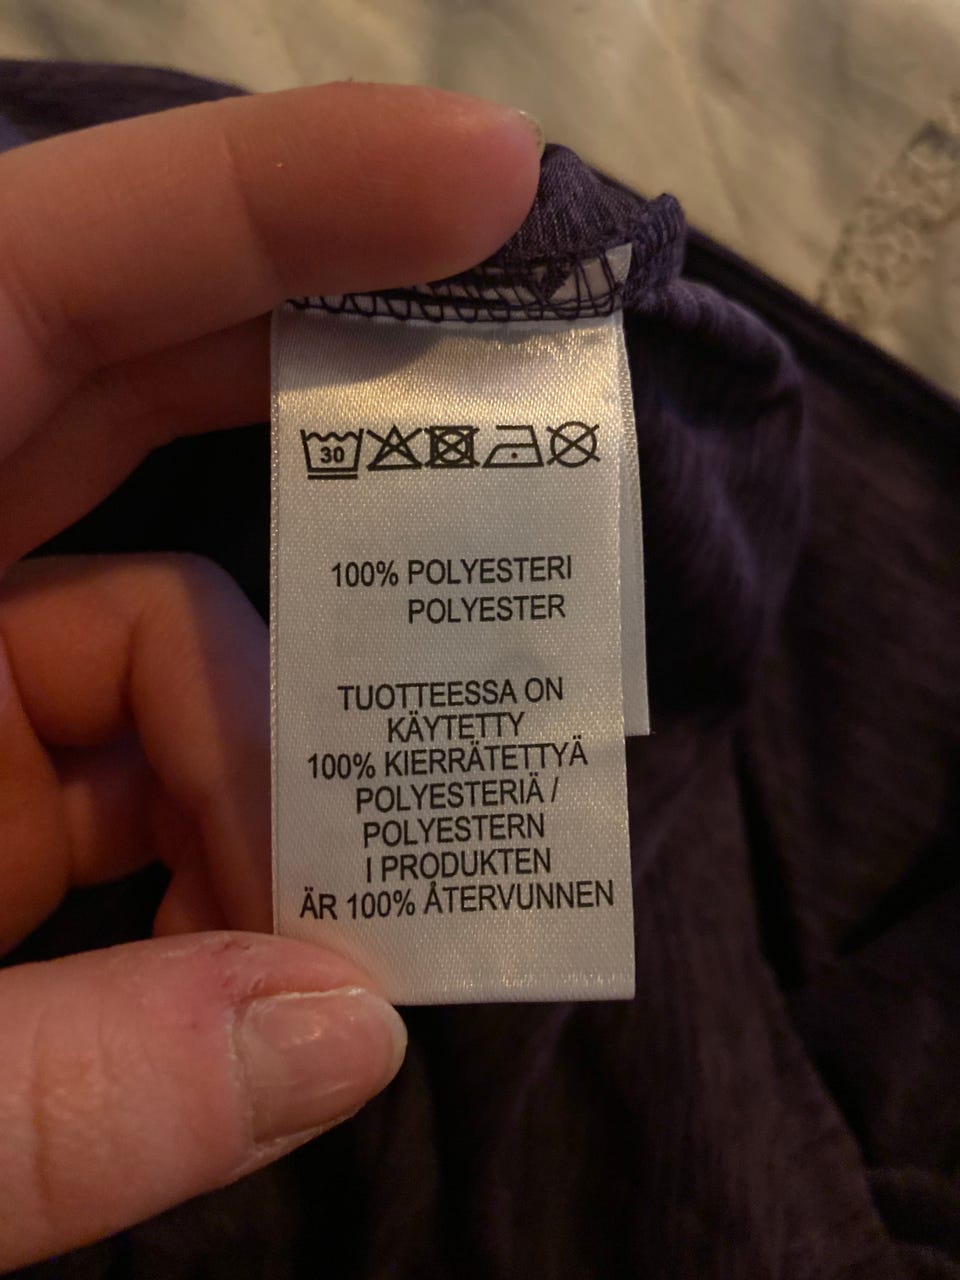 30
100% POLYESTERI
POLYESTER
TUOTTEESSA ON
KÄYTETTY
100% KIERRÄTETTYÄ
POLYESTERIÄ /
POLYESTERN
I PRODUKTEN
ÄR 100% ÅTERVUNNEN